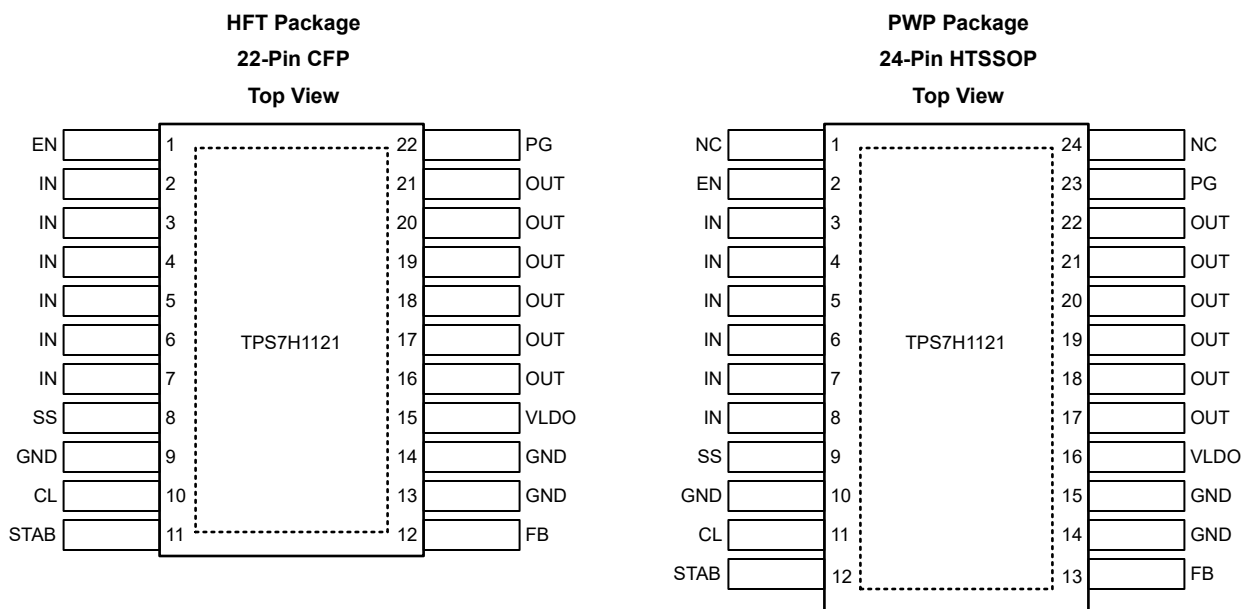 HFT Package
22-Pin CFP
Top View
EN 1 22 PG
IN 2 21 OUT
IN 3 20 OUT
IN 4 19 OUT
IN 5 18 OUT
IN 6 TPS7H1121 17 OUT
IN 7 16 OUT
SS 8 15 VLDO
GND 9 14 GND
CL 10 13 GND
STAB 11 12 FB
PWP Package
24-Pin HTSSOP
Top View
NC 1 24 NC
EN 2 23 PG
IN 3 22 OUT
IN 4 21 OUT
IN 5 20 OUT
IN 6 TPS7H1121 19 OUT
IN 7 18 OUT
IN 8 17 OUT
SS 9 16 VLDO
GND 10 15 GND
CL 11 14 GND
STAB 12 13 FB